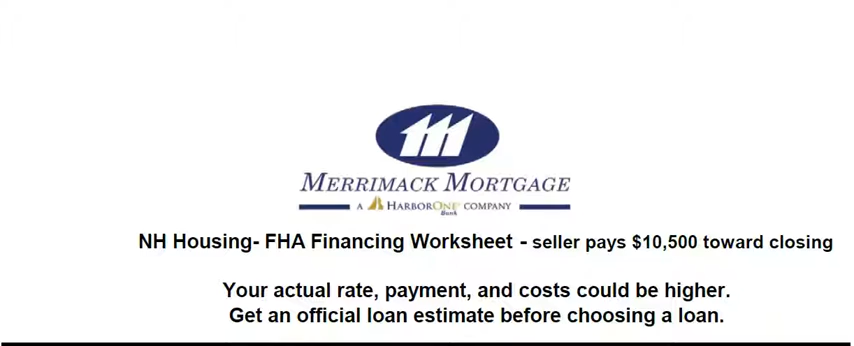 MERRIMACK MORTGAGE
A HARBORONE COMPANY
Bank
NH Housing- FHA Financing Worksheet - seller pays $10,500 toward closing
Your actual rate, payment, and costs could be higher.
Get an official loan estimate before choosing a loan.